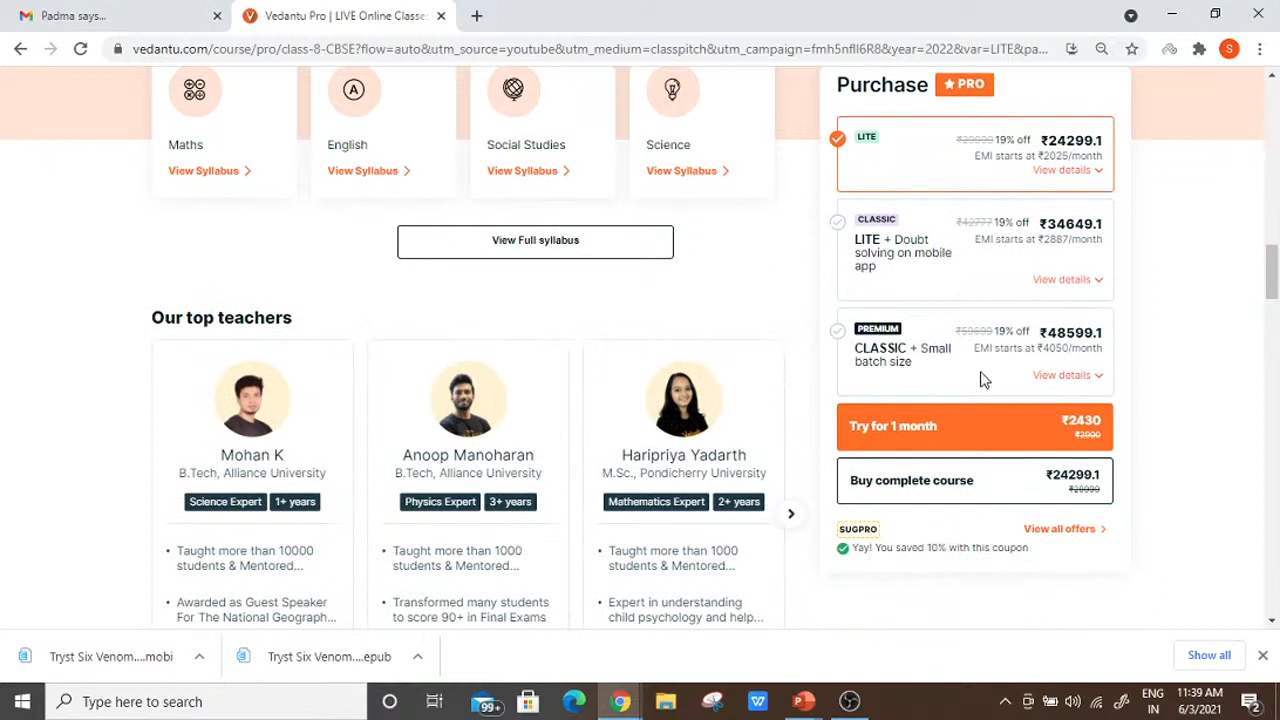 Padma says...
Vedantu Pro | LIVE Online Classes
vedantu.com/course/pro/class-8-CBSE?flow=auto&utm_source=youtube&utm_medium=classpitch&utm_campaign=fmh5nflI6R8&year=2022&var=LITE&pa...
S
Maths
English
Social Studies
Science
View Syllabus
View Syllabus
View Syllabus
View Syllabus
View Full syllabus
Our top teachers
Mohan K
B.Tech, Alliance University
Science Expert 1+ years
Taught more than 10000
students & Mentored...
Awarded as Guest Speaker
For The National Geograph...
Anoop Manoharan
B.Tech, Alliance University
Physics Expert 3+ years
Taught more than 1000
students & Mentored...
Transformed many students
to score 90+ in Final Exams
Haripriya Yadarth
M.Sc., Pondicherry University
Mathematics Expert 2+ years
Taught more than 1000
students & Mentored...
Expert in understanding
child psychology and help...
Purchase PRO
LITE 19% off ₹24299.1
EMI starts at ₹2025/month
View details
CLASSIC ₹42777 19% off ₹34649.1
LITE + Doubt EMI starts at ₹2887/month
solving on mobile
app
View details
PREMIUM 19% off ₹48599.1
CLASSIC + Small EMI starts at ₹4050/month
batch size
View details
Try for 1 month ₹2430
Buy complete course ₹24299.1
SUGPRO View all offers
Yay! You saved 10% with this coupon
Tryst Six Venom....mobi
Tryst Six Venom....epub
Show all
Type here to search
99+
ENG
IN
11:39 AM
6/3/2021
2